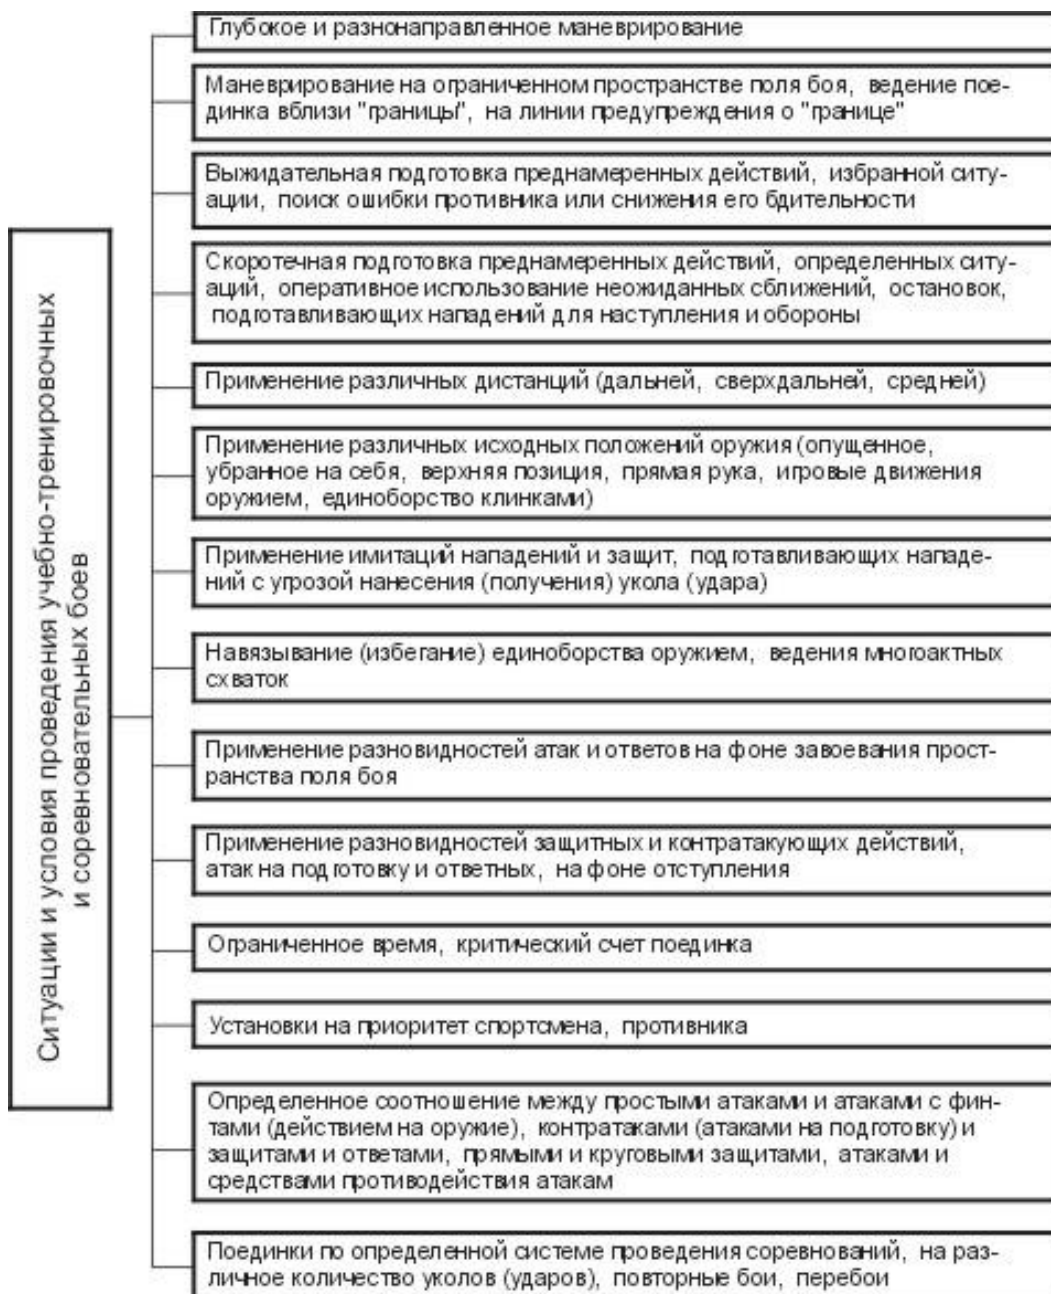 Ситуации и условия проведения учебно-тренировочных
и соревновательных боев
Глубокое и разнонаправленное маневрирование
Маневрирование на ограниченном пространстве поля боя, ведение пое-
динка вблизи "границы", на линии предупреждения о "границе"
Выжидательная подготовка преднамеренных действий, избранной ситу-
ации, поиск ошибки противника или снижения его бдительности
Скоротечная подготовка преднамеренных действий, определенных ситу-
аций, оперативное использование неожиданных сближений, остановок,
подготавливающих нападений для наступления и обороны
Применение различных дистанций (дальней, сверхдальней, средней)
Применение различных исходных положений оружия (опущенное,
убранное на себя, верхняя позиция, прямая рука, игровые движения
оружием, единоборство клинками)
Применение имитаций нападений и защит, подготавливающих нападе-
ний с угрозой нанесения (получения) укола (удара)
Навязывание (избегание) единоборства оружием, ведения многоактных
схваток
Применение разновидностей атак и ответов на фоне завоевания прост-
ранства поля боя
Применение разновидностей защитных и контратакующих действий,
атак на подготовку и ответных, на фоне отступления
Ограниченное время, критический счет поединка
Установки на приоритет спортсмена, противника
Определенное соотношение между простыми атаками и атаками с фин-
тами (действием на оружие), контратаками (атаками на подготовку) и
защитами и ответами, прямыми и круговыми защитами, атаками и
средствами противодействия атакам
Поединки по определенной системе проведения соревнований, на раз-
личное количество уколов (ударов), повторные бои, перебои